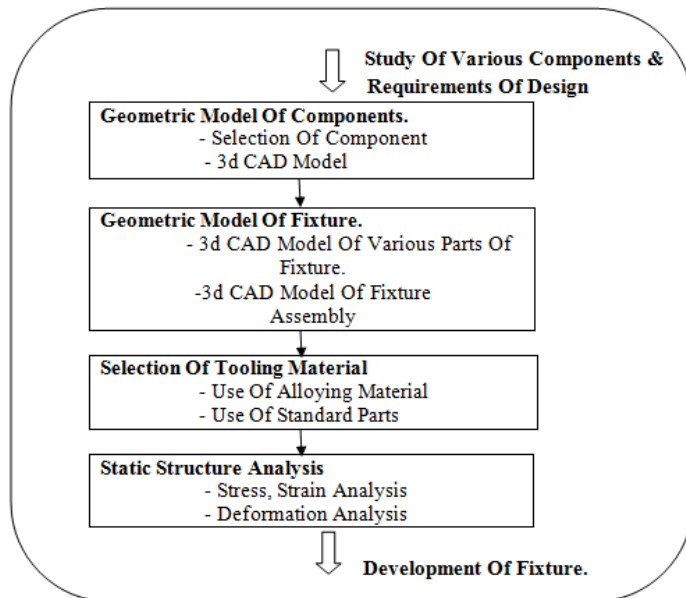 Study Of Various Components &
Requirements Of Design
Geometric Model Of Components.
- Selection Of Component
- 3d CAD Model
Geometric Model Of Fixture.
- 3d CAD Model Of Various Parts Of
Fixture.
-3d CAD Model Of Fixture
Assembly
Selection Of Tooling Material
- Use Of Alloying Material
- Use Of Standard Parts
Static Structure Analysis
- Stress, Strain Analysis
- Deformation Analysis
Development Of Fixture.